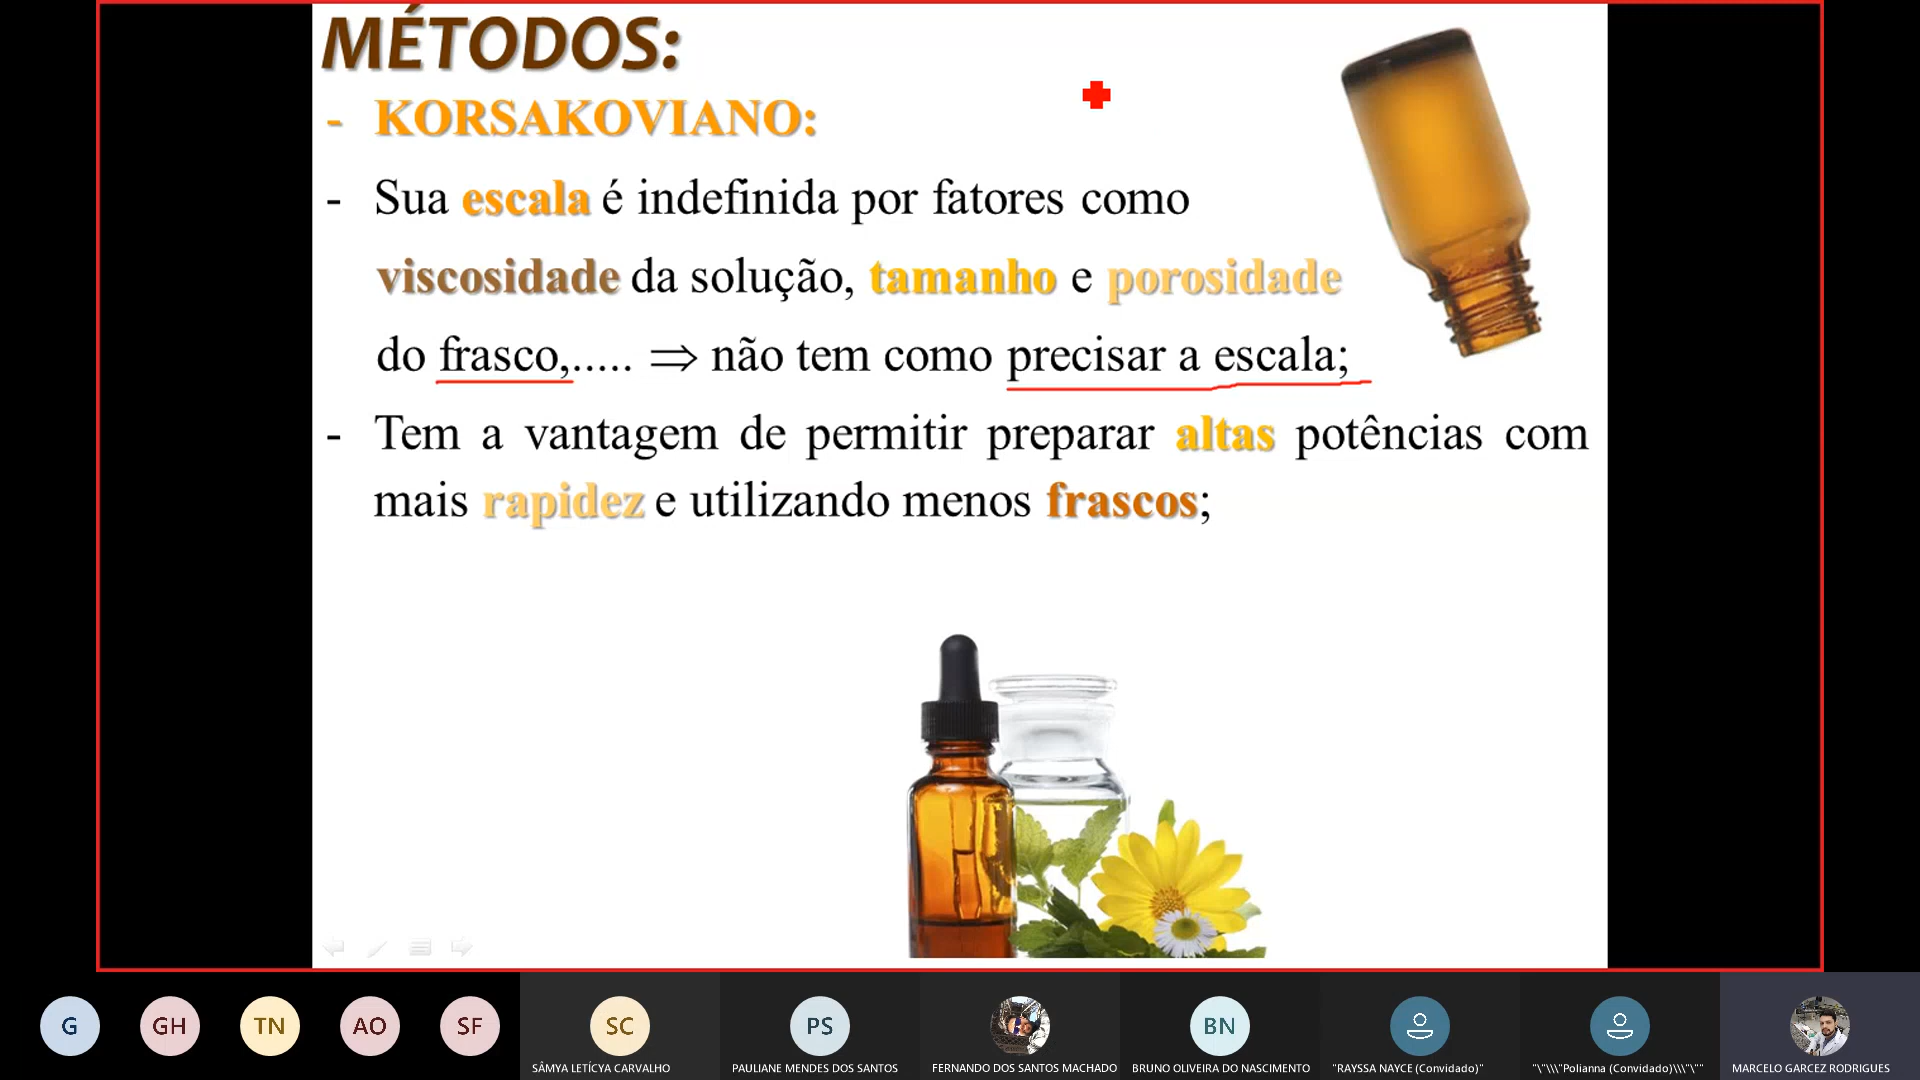 MÉTODOS:
- KORSAKOVIANO:
- Sua escala é indefinida por fatores como
viscosidade da solução, tamanho e porosidade
do frasco,..... ⇒ não tem como precisar a escala;
- Tem a vantagem de permitir preparar altas potências com
mais rapidez e utilizando menos frascos;
G
GH
TN
AO
SF
SC
PS
BN
SÂMYA LETÍCYA CARVALHO
PAULIANE MENDES DOS SANTOS
FERNANDO DOS SANTOS MACHADO
BRUNO OLIVEIRA DO NASCIMENTO
"RAYSSA NAYCE (Convidado)"
"\"\\\"Polianna (Convidado)\\\"\""
MARCELO GARCEZ RODRIGUES